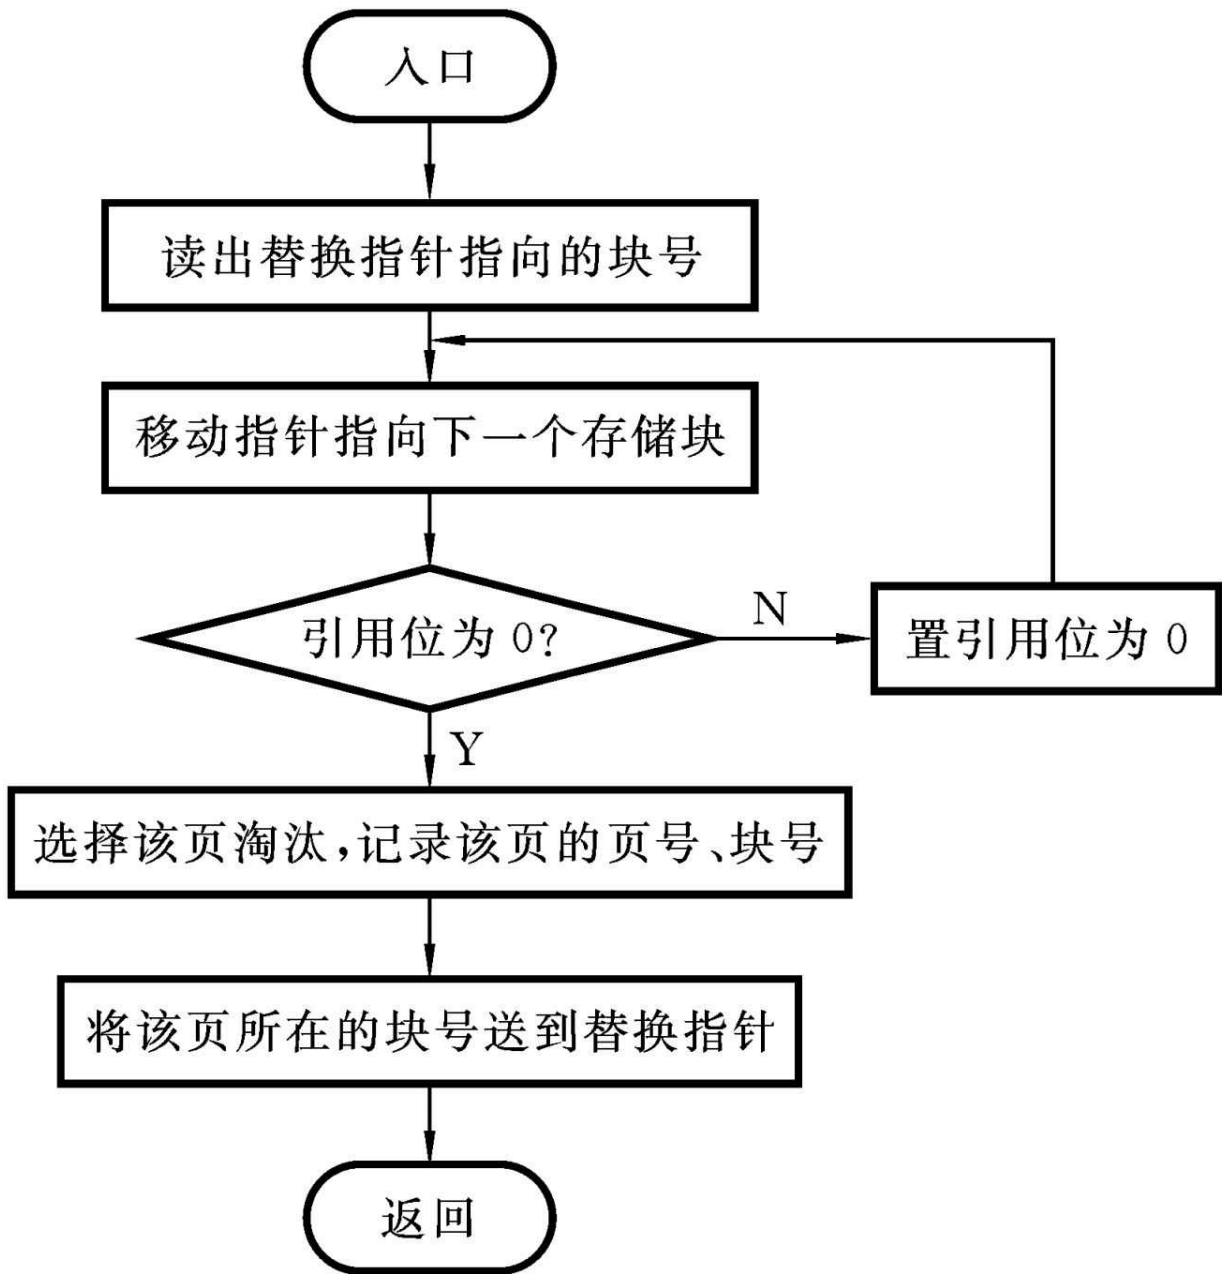 入口
读出替换指针指向的块号
移动指针指向下一个存储块
引用位为 0?
N
置引用位为 0
Y
选择该页淘汰,记录该页的页号、块号
将该页所在的块号送到替换指针
返回